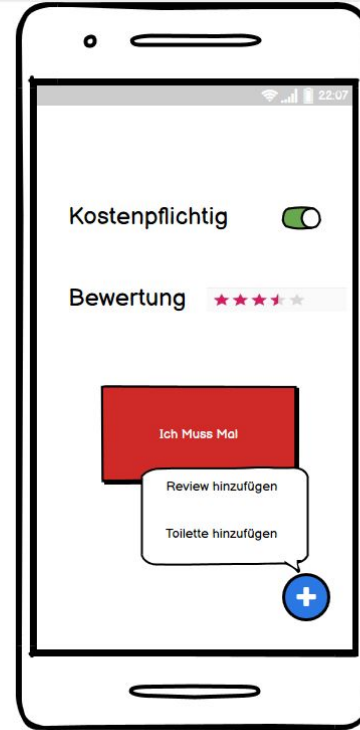 22:07
Kostenpflichtig
Bewertung
Ich Muss Mal
Review hinzufügen
Toilette hinzufügen